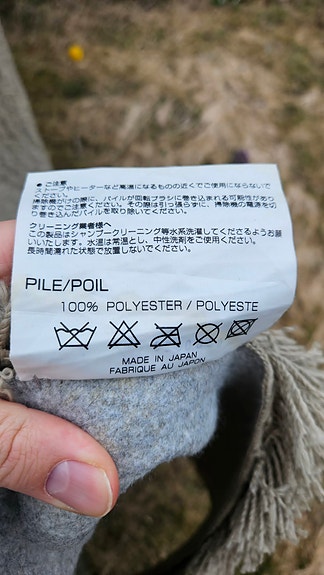 ● ご注意
ストーブやヒーターなど高温になるものの近くでご使用にならないで
ください。
掃除機がけの際に、パイルが回転ブラシに巻き込まれる可能性があり
ますのでご注意ください。その際は引っ張らずに、掃除機の電源を切
り巻き込んだパイルを取り除いてください。
クリーニング業者様へ
この製品はシャンプークリーニング等水系洗濯してくださるようお願
いいたします。水温は常温とし、中性洗剤をご使用ください。
長時間濡れた状態で放置しないでください。
PILE/POIL
100% POLYESTER / POLYESTE
MADE IN JAPAN
FABRIQUE AU JAPON